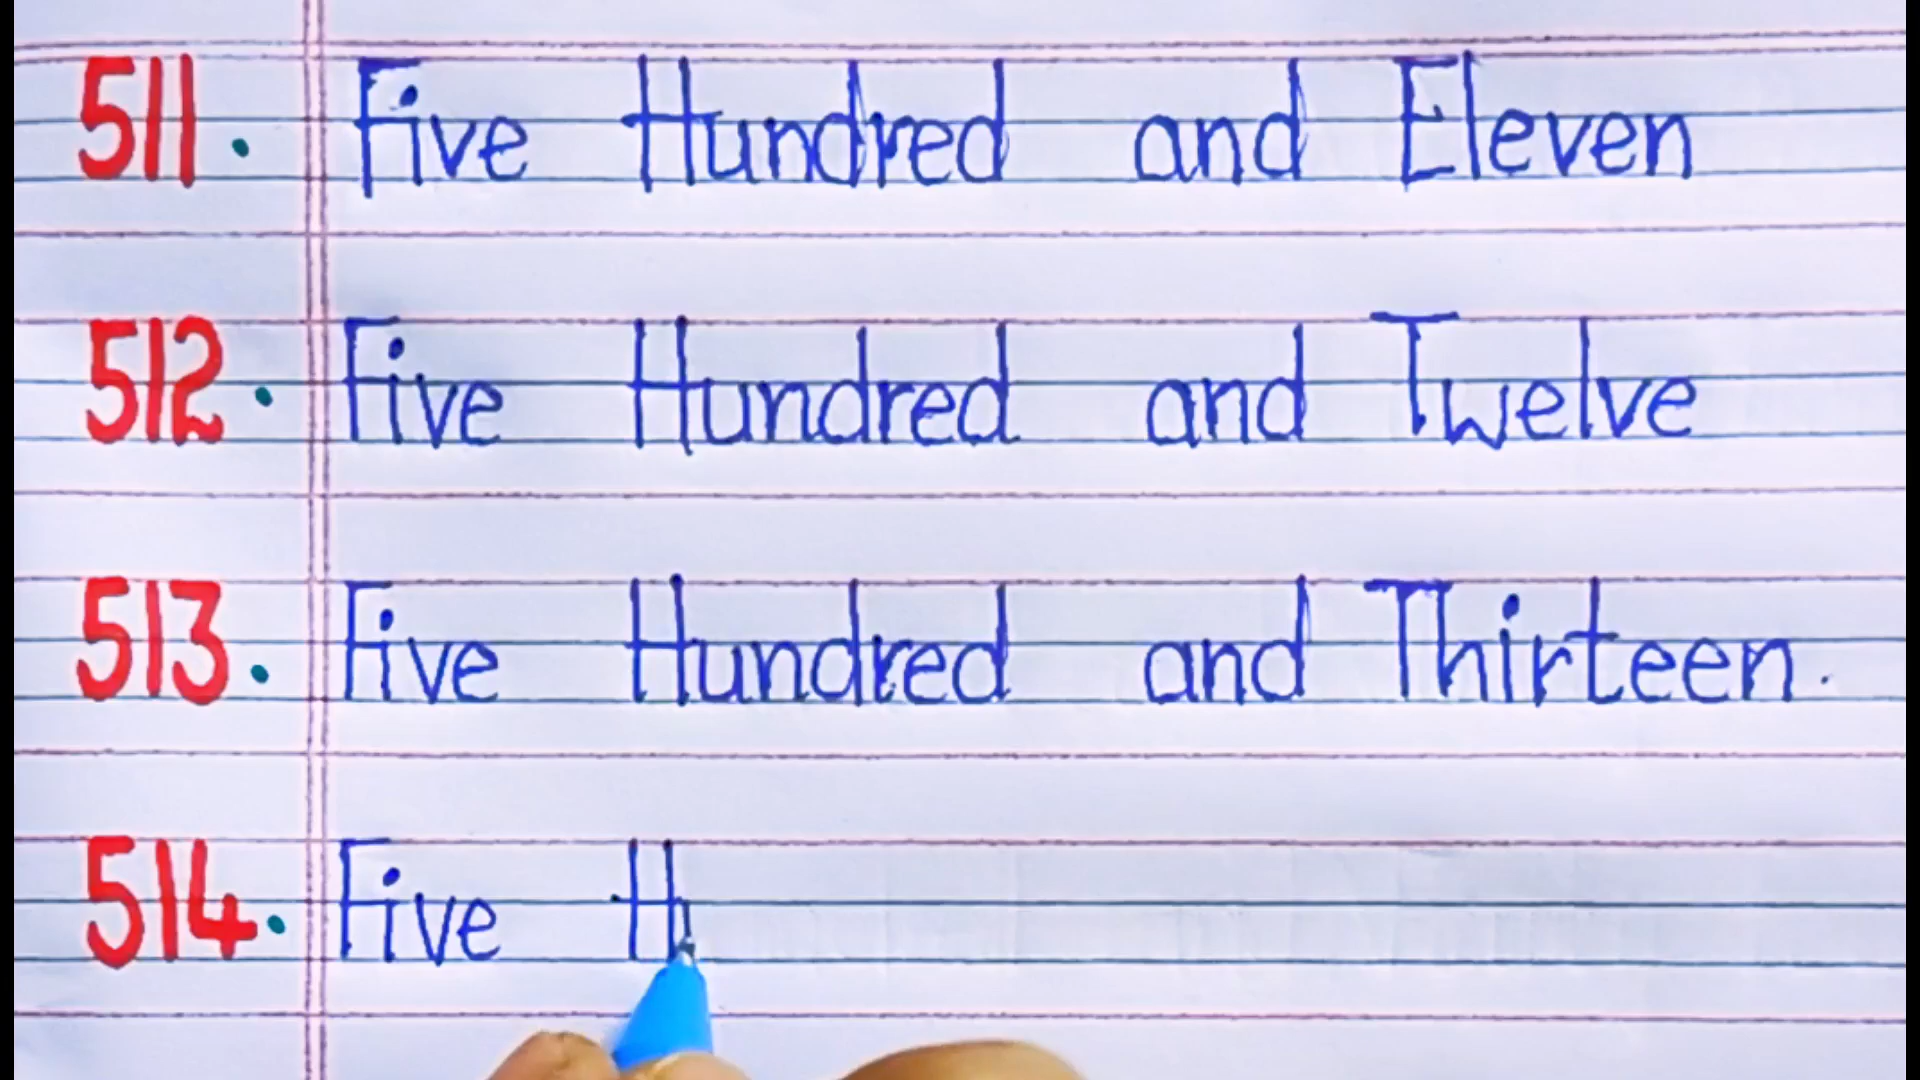 511. Five Hundred and Eleven
512. Five Hundred and Twelve
513. Five Hundred and Thirteen.
514. Five H